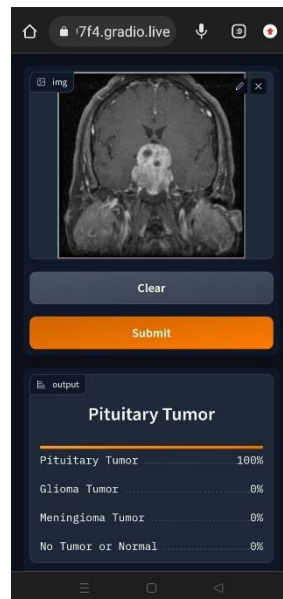 7f4.gradio.live
img
Clear
Submit
output
Pituitary Tumor
Pituitary Tumor 100%
Glioma Tumor 0%
Meningioma Tumor 0%
No Tumor or Normal 0%